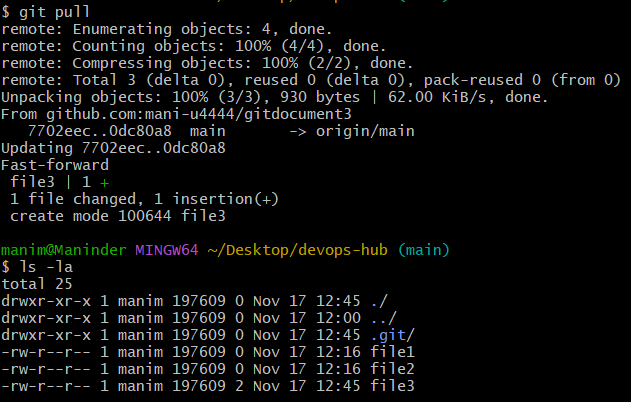 $ git pull
remote: Enumerating objects: 4, done.
remote: Counting objects: 100% (4/4), done.
remote: Compressing objects: 100% (2/2), done.
remote: Total 3 (delta 0), reused 0 (delta 0), pack-reused 0 (from 0)
Unpacking objects: 100% (3/3), 930 bytes | 62.00 KiB/s, done.
From github.com:mani-u4444/gitdocument3
   7702eec..0dc80a8  main       -> origin/main
Updating 7702eec..0dc80a8
Fast-forward
 file3 | 1 +
 1 file changed, 1 insertion(+)
 create mode 100644 file3
manim@Maninder MINGW64 ~/Desktop/devops-hub (main)
$ ls -la
total 25
drwxr-xr-x 1 manim 197609 0 Nov 17 12:45 ./
drwxr-xr-x 1 manim 197609 0 Nov 17 12:00 ../
drwxr-xr-x 1 manim 197609 0 Nov 17 12:45 .git/
-rw-r--r-- 1 manim 197609 0 Nov 17 12:16 file1
-rw-r--r-- 1 manim 197609 0 Nov 17 12:16 file2
-rw-r--r-- 1 manim 197609 2 Nov 17 12:45 file3